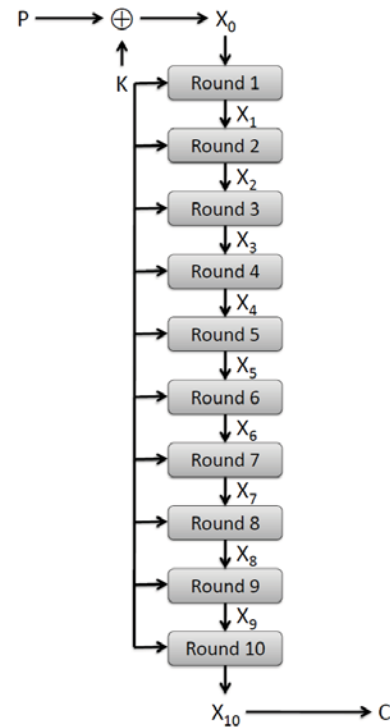 P ⊕ X₀
K
Round 1
X₁
Round 2
X₂
Round 3
X₃
Round 4
X₄
Round 5
X₅
Round 6
X₆
Round 7
X₇
Round 8
X₈
Round 9
X₉
Round 10
X₁₀ C